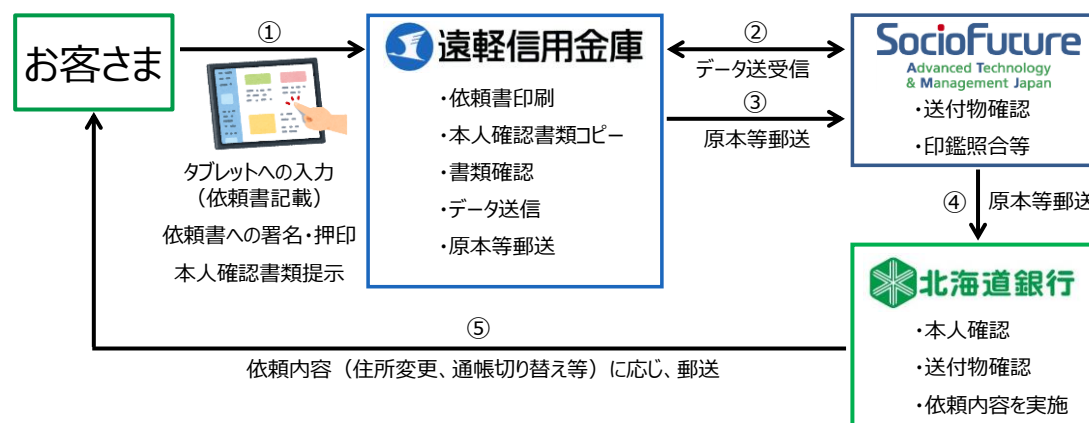 お客さま
①
タブレットへの入力
（依頼書記載）
依頼書への署名・押印
本人確認書類提示
遠軽信用金庫
・依頼書印刷
・本人確認書類コピー
・書類確認
・データ送信
・原本等郵送
②
データ送受信
③
原本等郵送
SocioFuture
Advanced Technology
& Management Japan
・送付物確認
・印鑑照合等
④
原本等郵送
北海道銀行
・本人確認
・送付物確認
・依頼内容を実施
⑤
依頼内容（住所変更、通帳切り替え等）に応じ、郵送